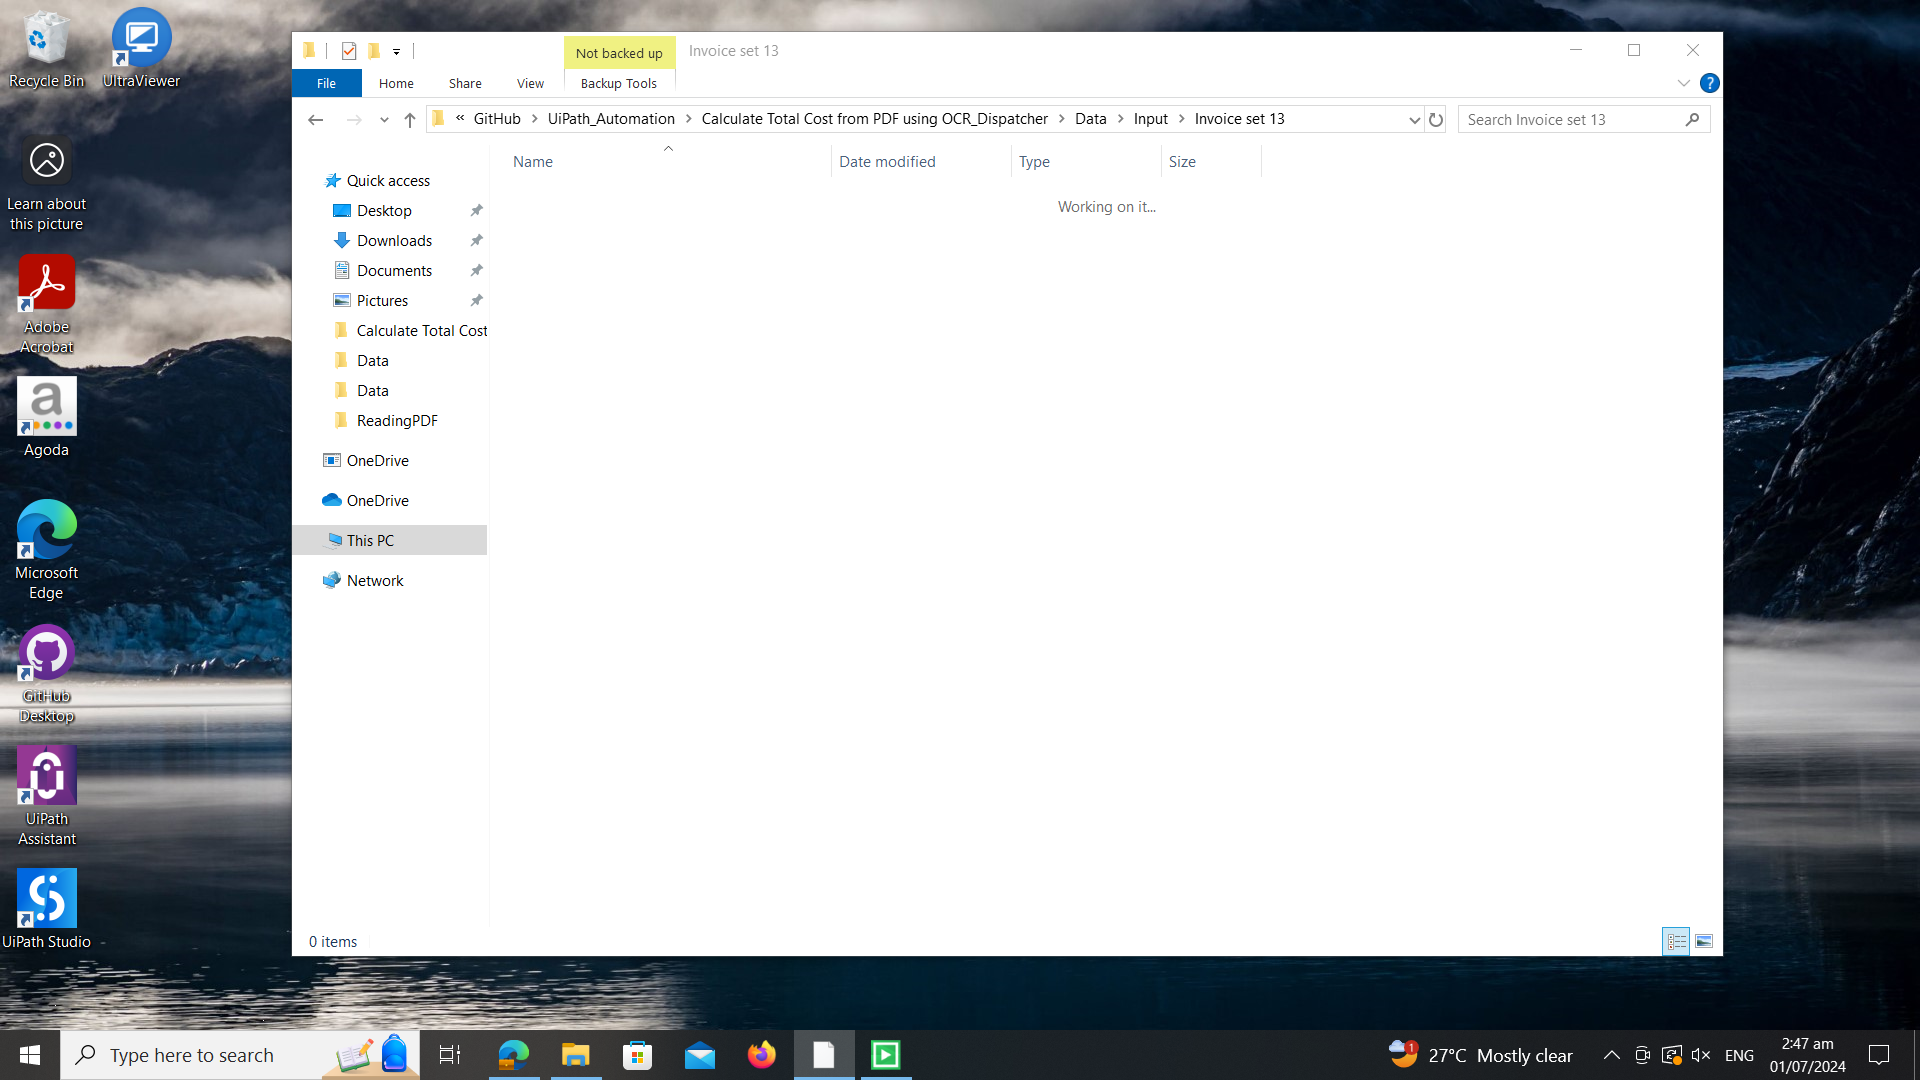 Recycle Bin
UltraViewer
Learn about
this picture
Adobe
Acrobat
Agoda
Microsoft
Edge
GitHub
Desktop
UiPath
Assistant
UiPath Studio
Not backed up
Invoice set 13
File
Home
Share
View
Backup Tools
« GitHub > UiPath_Automation > Calculate Total Cost from PDF using OCR_Dispatcher > Data > Input > Invoice set 13
Search Invoice set 13
Name
Date modified
Type
Size
Working on it...
Quick access
Desktop
Downloads
Documents
Pictures
Calculate Total Cost
Data
Data
ReadingPDF
OneDrive
OneDrive
This PC
Network
0 items
Type here to search
1
27°C Mostly clear
ENG
2:47 am
01/07/2024